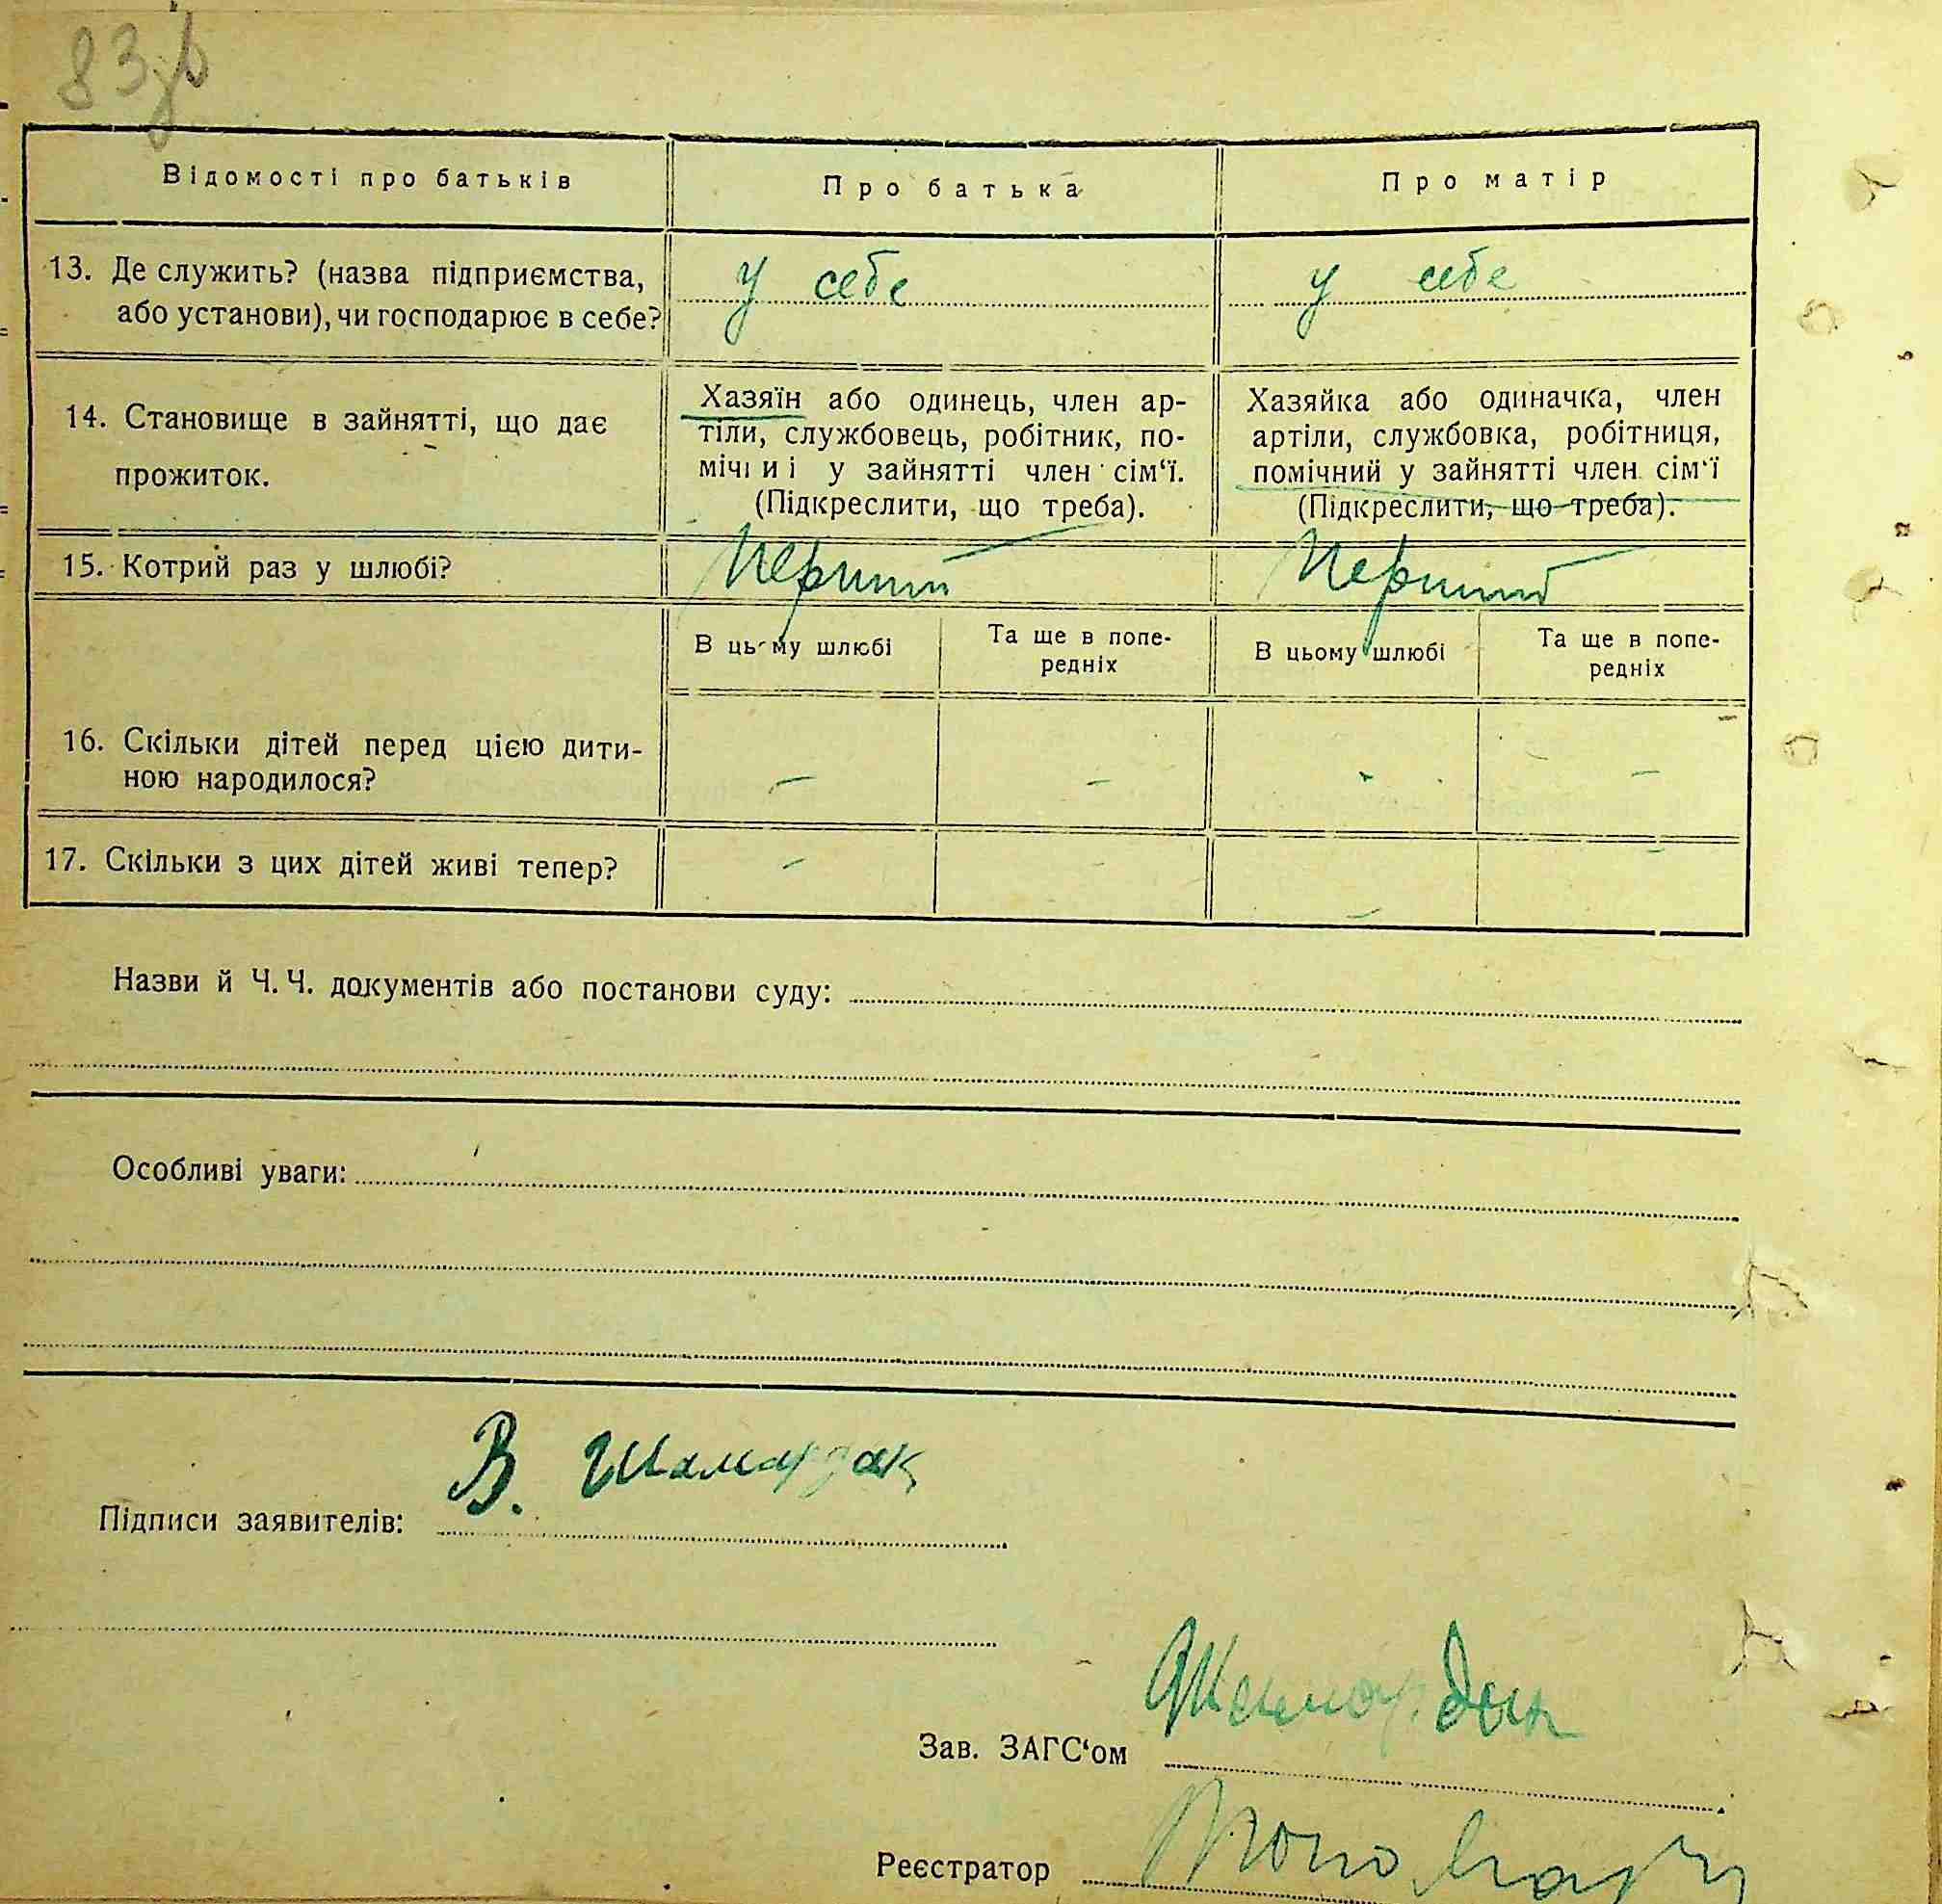 83зв
Відомості про батьків
Про батька
Про матір
13. Де служить? (назва підприємства,
або установи), чи господарює в себе?
у себе
у себе
14. Становище в зайнятті, що дає
прожиток.
Хазяїн або одинець, член ар-
тіли, службовець, робітник, по-
мічниі у зайнятті член сім‘ї.
(Підкреслити, що треба).
Хазяйка або одиначка, член
артіли, службовка, робітниця,
помічний у зайнятті член сім‘ї
(Підкреслити, що треба).
15. Котрий раз у шлюбі?
Перший
Перший
В цьому шлюбі
Та ще в попе-
редніх
В цьому шлюбі
Та ще в попе-
редніх
16. Скільки дітей перед цією дити-
ною народилося?
–
–
-
–
17. Скільки з цих дітей живі тепер?
–
–
–
–
Назви й Ч. Ч. документів або постанови суду:
Особливі уваги:
В. Шамардак
Підписи заявителів:
Шамардак
Зав. ЗАГС‘ом
Реєстратор